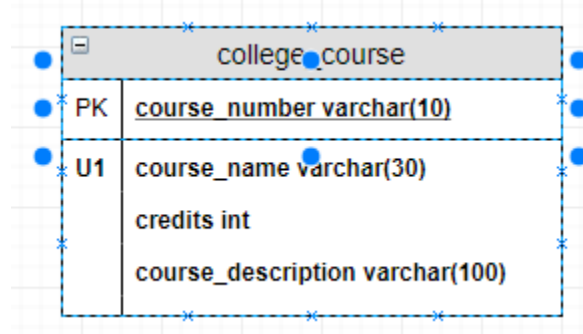 college_course
PK course_number varchar(10)
U1 course_name varchar(30)
credits int
course_description varchar(100)